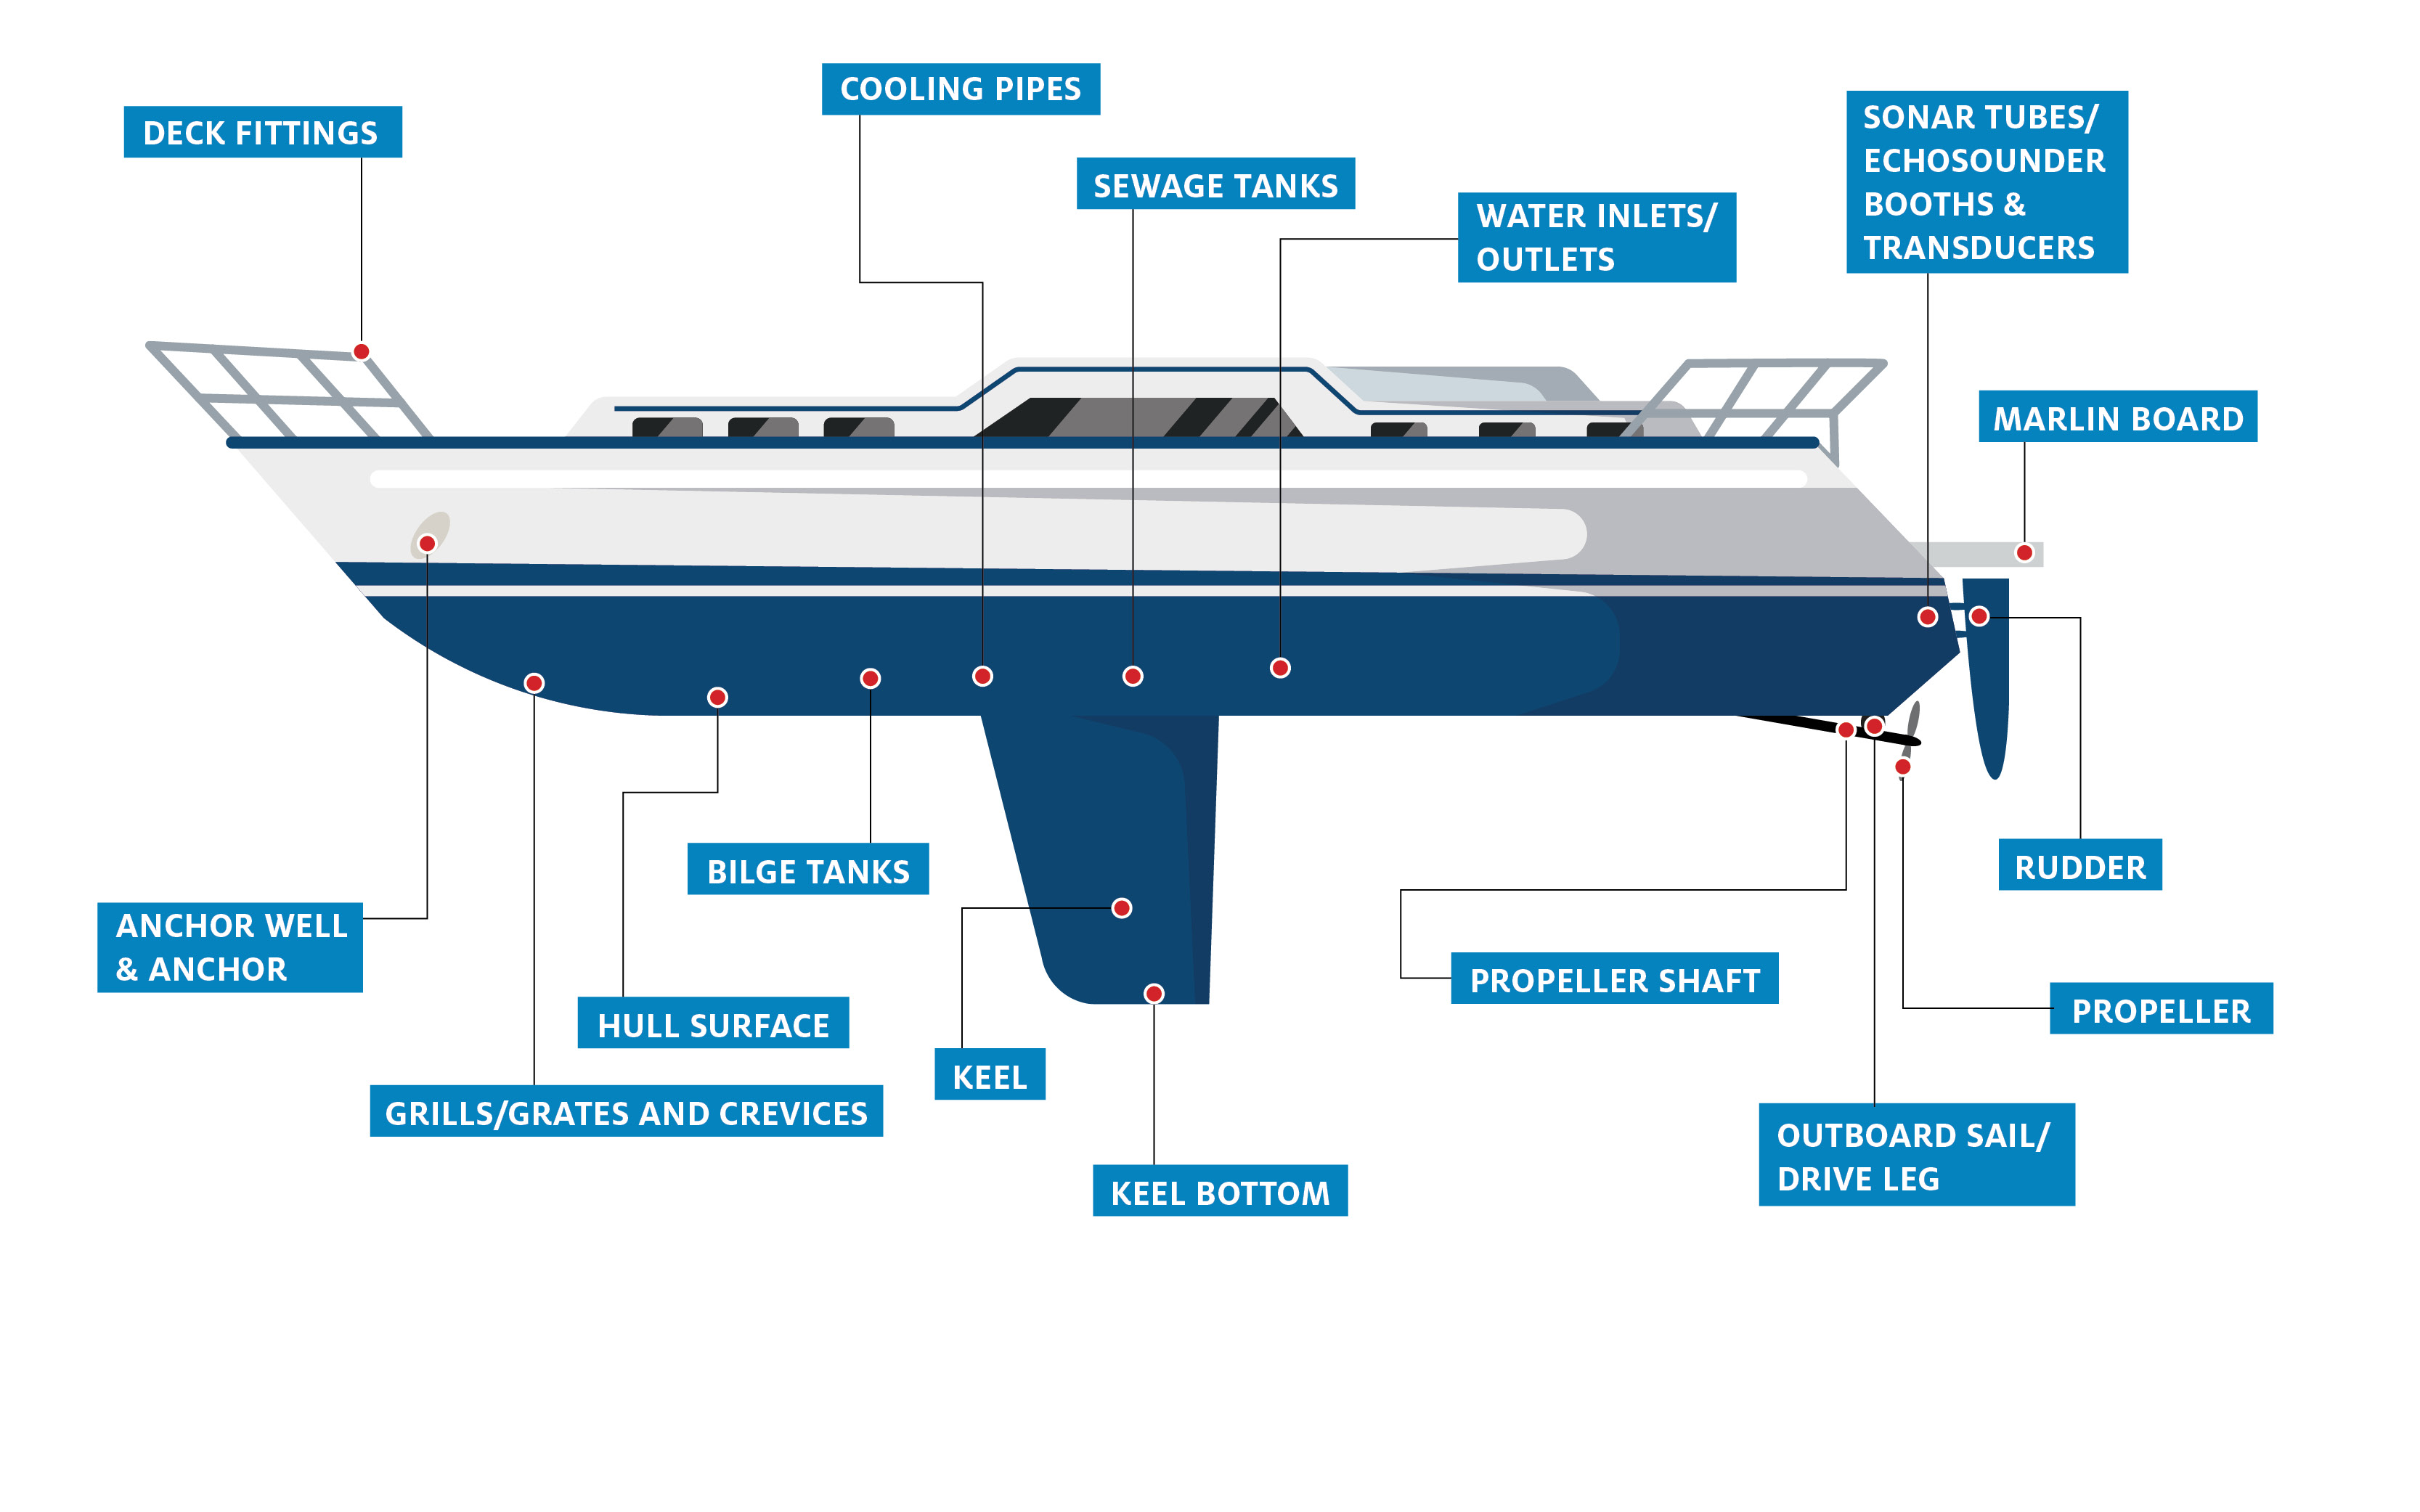 COOLING PIPES
DECK FITTINGS
SONAR TUBES/
ECHOSOUNDER
BOOTHS &
TRANSDUCERS
SEWAGE TANKS
WATER INLETS/
OUTLETS
MARLIN BOARD
BILGE TANKS
RUDDER
ANCHOR WELL
& ANCHOR
PROPELLER SHAFT
HULL SURFACE
PROPELLER
KEEL
GRILLS/GRATES AND CREVICES
OUTBOARD SAIL/
DRIVE LEG
KEEL BOTTOM